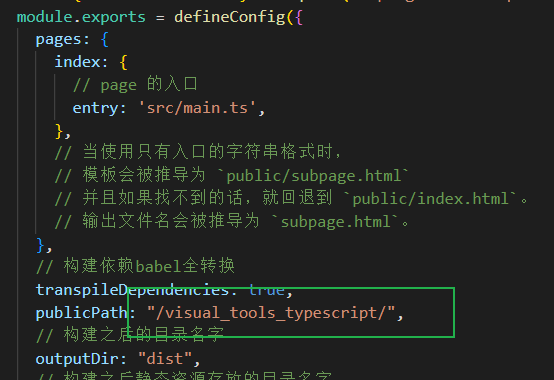 module.exports = defineConfig({
pages: {
index: {
// page 的入口
entry: 'src/main.ts',
},
// 当使用只有入口的字符串格式时，
// 模板会被推导为 `public/subpage.html`
// 并且如果找不到的话，就回退到 `public/index.html`。
// 输出文件名会被推导为 `subpage.html`。
},
// 构建依赖babel全转换
transpileDependencies: true,
publicPath: "/visual_tools_typescript/",
// 构建之后的目录名字
outputDir: "dist",
// 构建之后静态资源存放的目录名字